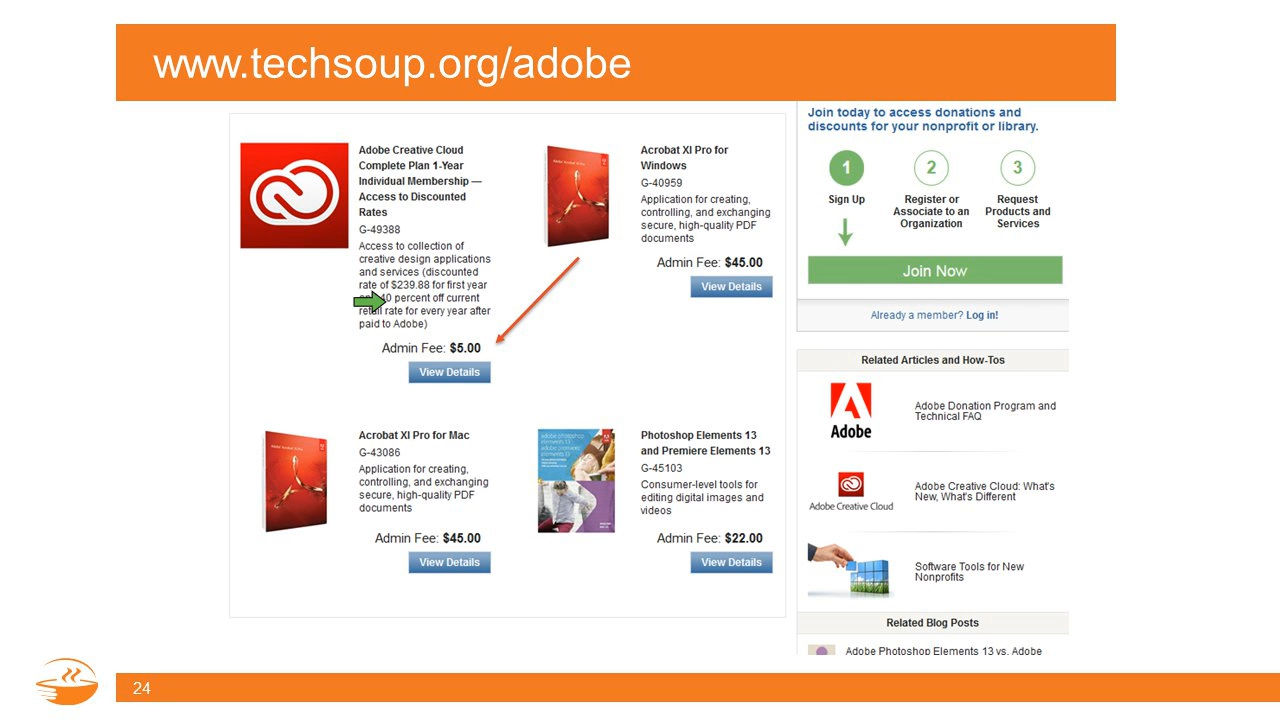 www.techsoup.org/adobe
Adobe Creative Cloud
Complete Plan 1-Year
Individual Membership —
Access to Discounted
Rates
G-49388
Access to collection of
creative design applications
and services (discounted
rate of $239.88 for first year
40 percent off current
retail rate for every year after
paid to Adobe)
Admin Fee: $5.00
View Details
Acrobat XI Pro for
Windows
G-40959
Application for creating,
controlling, and exchanging
secure, high-quality PDF
documents
Admin Fee: $45.00
View Details
Acrobat XI Pro for Mac
G-43086
Application for creating,
controlling, and exchanging
secure, high-quality PDF
documents
Admin Fee: $45.00
View Details
adobe photoshop
elements 13
adobe premiere
elements 13
Photoshop Elements 13
and Premiere Elements 13
G-45103
Consumer-level tools for
editing digital images and
videos
Admin Fee: $22.00
View Details
Join today to access donations and
discounts for your nonprofit or library.
1 2 3
Sign Up
Register or
Associate to an
Organization
Request
Products and
Services
Join Now
Already a member? Log in!
Related Articles and How-Tos
Adobe
Adobe Donation Program and
Technical FAQ
Adobe Creative Cloud
Adobe Creative Cloud: What's
New, What's Different
Software Tools for New
Nonprofits
Related Blog Posts
Adobe Photoshop Elements 13 vs. Adobe
24